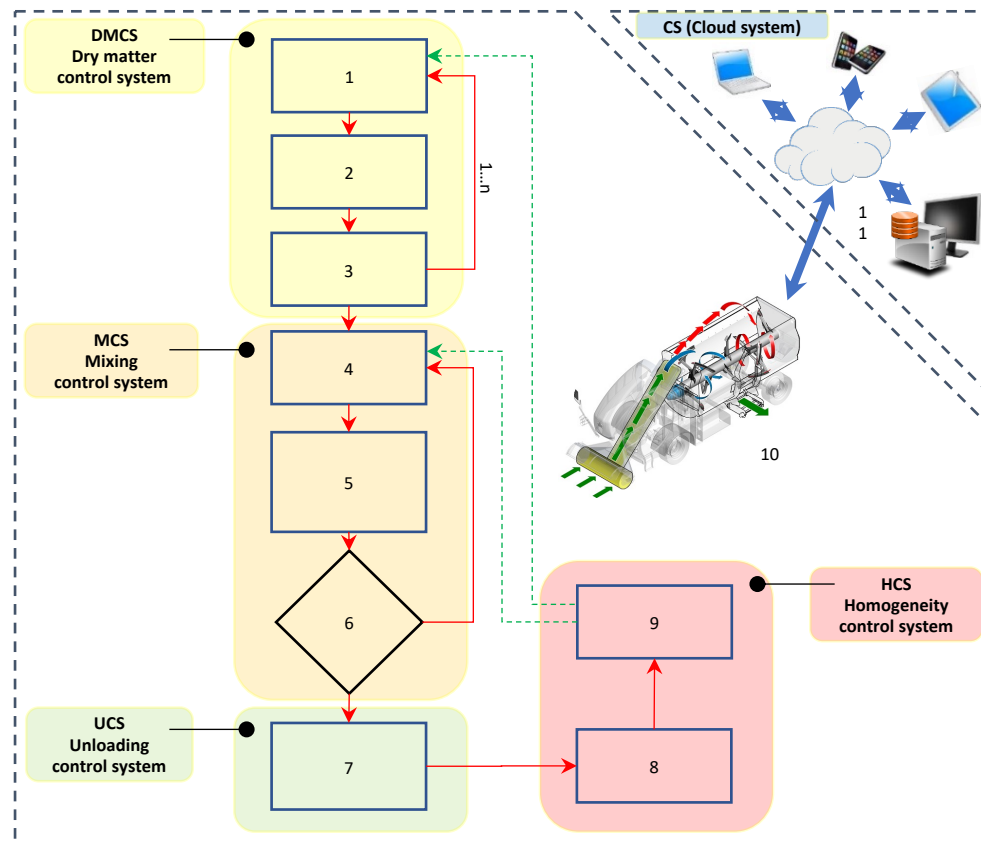 DMCS
Dry matter
control system
CS (Cloud system)
1
2
1...n
3
1
1
MCS
Mixing
control system
4
10
5
6
HCS
Homogeneity
control system
9
UCS
Unloading
control system
7
8